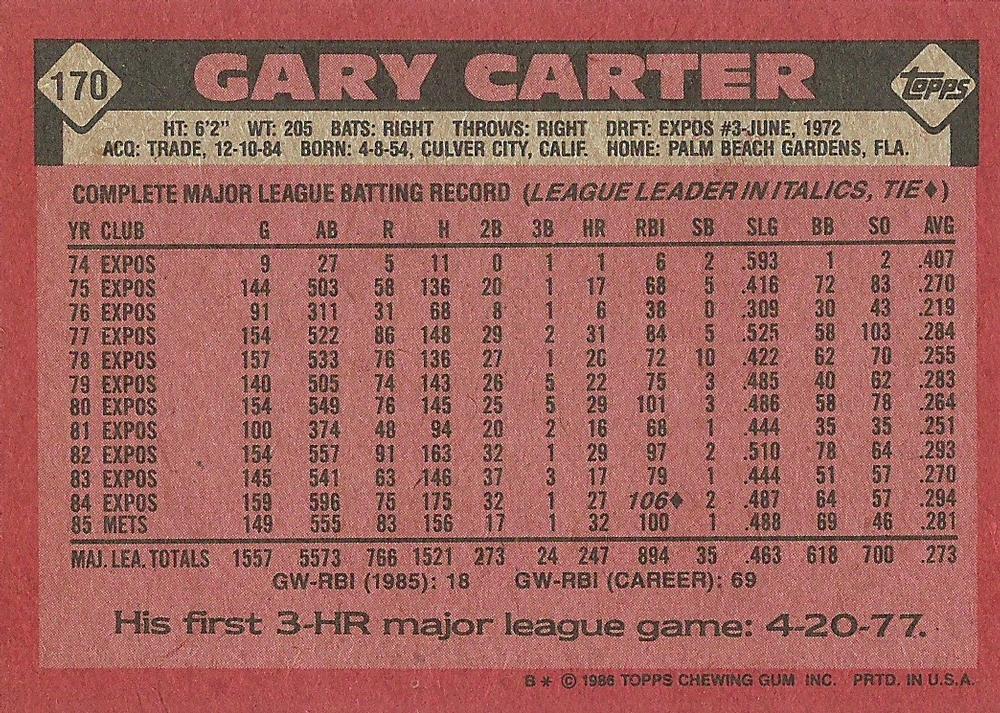 170 GARY CARTER topps
HT: 6'2" WT: 205 BATS: RIGHT THROWS: RIGHT DRFT: EXPOS #3-JUNE, 1972
ACQ: TRADE, 12-10-84 BORN: 4-8-54, CULVER CITY, CALIF. HOME: PALM BEACH GARDENS, FLA.
COMPLETE MAJOR LEAGUE BATTING RECORD (LEAGUE LEADER IN ITALICS, TIE♦)
YR CLUB G AB R H 2B 3B HR RBI SB SLG BB SO AVG
74 EXPOS 9 27 5 11 0 1 1 6 2 .593 1 2 .407
75 EXPOS 144 503 58 136 20 1 17 68 5 .416 72 83 .270
76 EXPOS 91 311 31 68 8 1 6 38 0 .309 30 43 .219
77 EXPOS 154 522 86 148 29 2 31 84 5 .525 58 103 .284
78 EXPOS 157 533 76 136 27 1 20 72 10 .422 62 70 .255
79 EXPOS 140 505 74 143 26 5 22 75 3 .485 40 62 .283
80 EXPOS 154 549 76 145 25 5 29 101 3 .486 58 78 .264
81 EXPOS 100 374 48 94 20 2 16 68 1 .444 35 35 .251
82 EXPOS 154 557 91 163 32 1 29 97 2 .510 78 64 .293
83 EXPOS 145 541 63 146 37 3 17 79 1 .444 51 57 .270
84 EXPOS 159 596 75 175 32 1 27 106♦ 2 .487 64 57 .294
85 METS 149 555 83 156 17 1 32 100 1 .488 69 46 .281
MAJ. LEA. TOTALS 1557 5573 766 1521 273 24 247 894 35 .463 618 700 .273
GW-RBI (1985): 18 GW-RBI (CAREER): 69
His first 3-HR major league game: 4-20-77.
B * © 1986 TOPPS CHEWING GUM INC. PRTD. IN U.S.A.